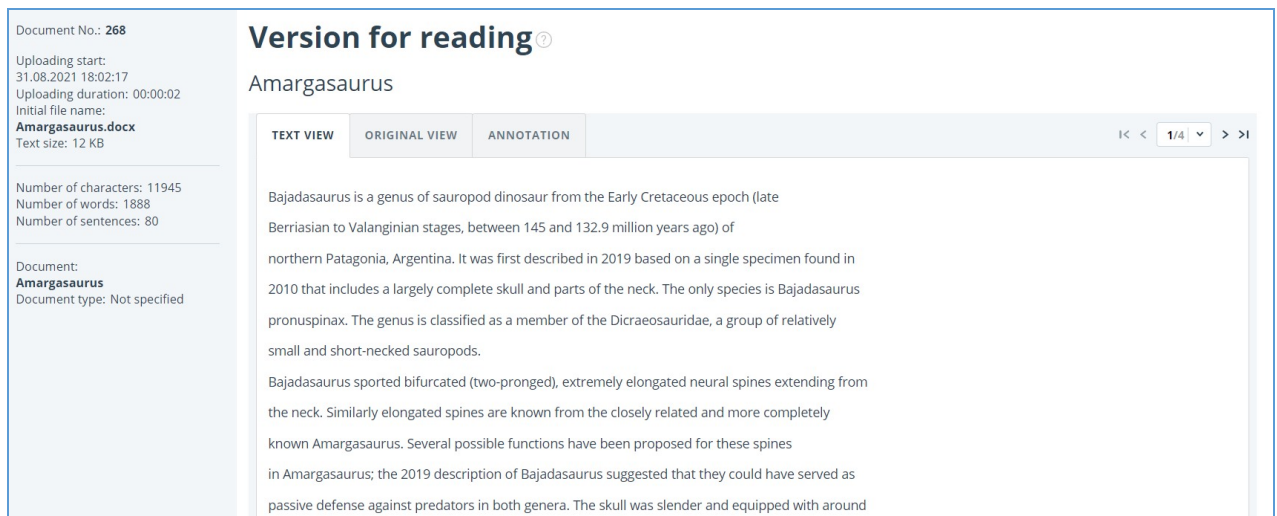 Document No.: 268
Uploading start:
31.08.2021 18:02:17
Uploading duration: 00:00:02
Initial file name:
Amargasaurus.docx
Text size: 12 KB
Number of characters: 11945
Number of words: 1888
Number of sentences: 80
Document:
Amargasaurus
Document type: Not specified
Version for reading ?
Amargasaurus
TEXT VIEW ORIGINAL VIEW ANNOTATION 1/4
Bajadasaurus is a genus of sauropod dinosaur from the Early Cretaceous epoch (late
Berriasian to Valanginian stages, between 145 and 132.9 million years ago) of
northern Patagonia, Argentina. It was first described in 2019 based on a single specimen found in
2010 that includes a largely complete skull and parts of the neck. The only species is Bajadasaurus
pronuspinax. The genus is classified as a member of the Dicraeosauridae, a group of relatively
small and short-necked sauropods.
Bajadasaurus sported bifurcated (two-pronged), extremely elongated neural spines extending from
the neck. Similarly elongated spines are known from the closely related and more completely
known Amargasaurus. Several possible functions have been proposed for these spines
in Amargasaurus; the 2019 description of Bajadasaurus suggested that they could have served as
passive defense against predators in both genera. The skull was slender and equipped with around